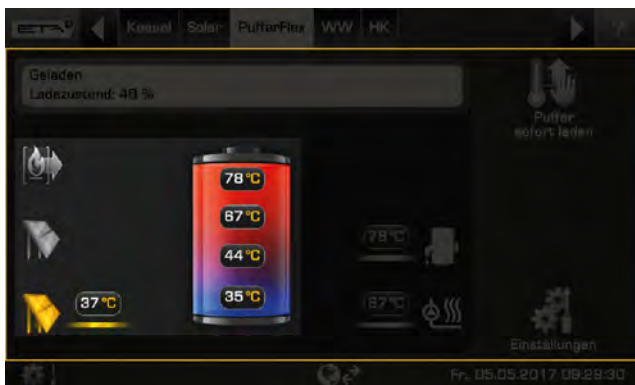 ETA
Kessel Solar PufferFlex WW HK
Geladen
Ladezustand: 48 %
Puffer
sofort laden
78 °C
67 °C
44 °C
35 °C
37 °C
78°C
67°C
Einstellungen
Fr. 05.05.2017 09:29:30